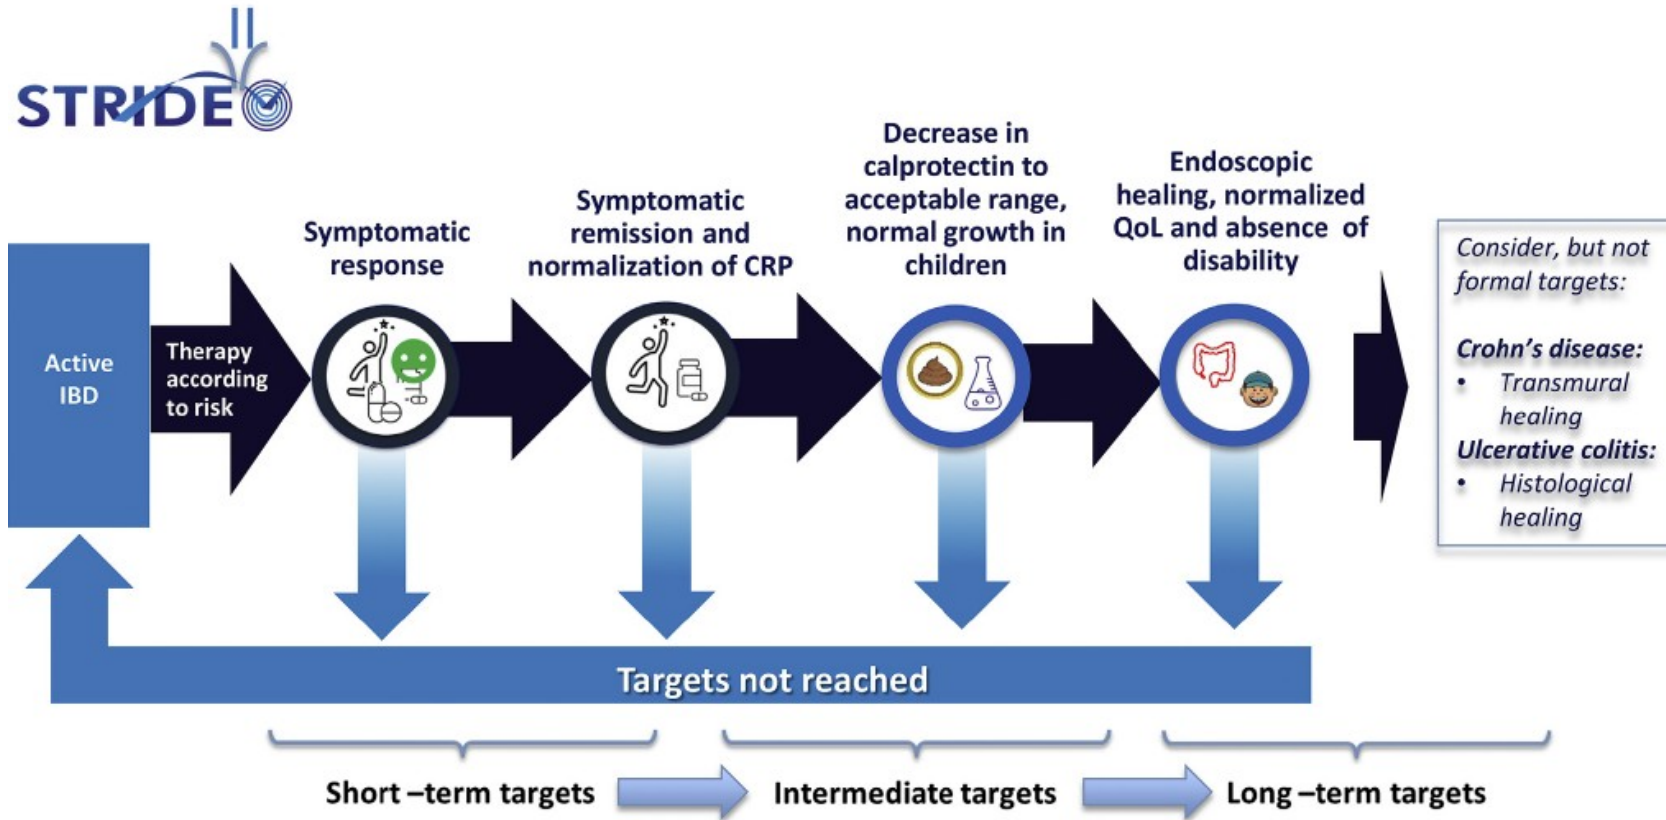 STRIDE
Decrease in
calprotectin to
acceptable range,
normal growth in
children
Endoscopic
healing, normalized
QoL and absence of
disability
Symptomatic
remission and
normalization of CRP
Symptomatic
response
Active
IBD
Therapy
according
to risk
Consider, but not
formal targets:
Crohn's disease:
• Transmural
healing
Ulcerative colitis:
• Histological
healing
Targets not reached
Short –term targets
Intermediate targets
Long –term targets